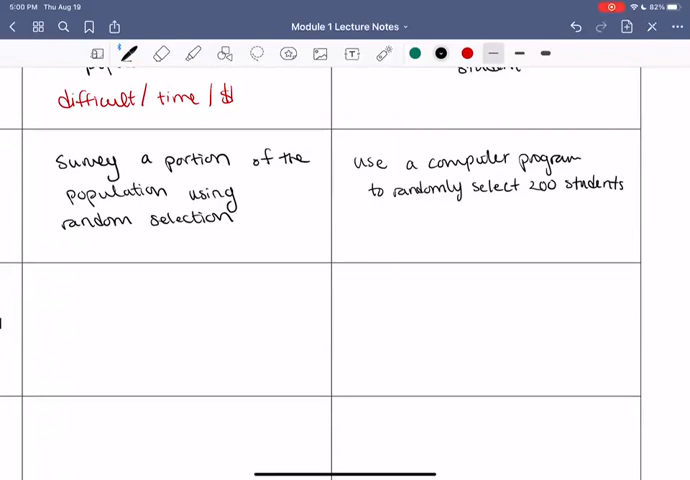 5:00 PM Thu Aug 19
82%
Module 1 Lecture Notes
difficult / time / $
student
survey a portion of the
population using
random selection
use a computer program
to randomly select 200 students